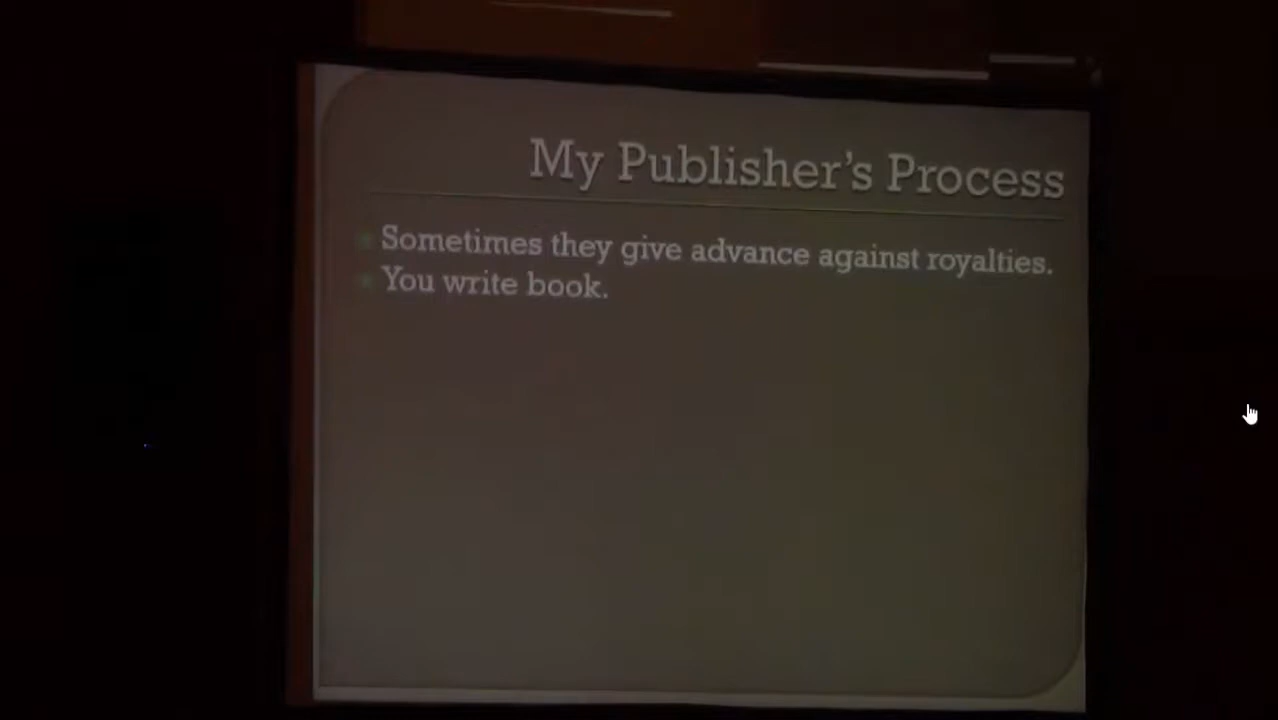 My Publisher's Process
Sometimes they give advance against royalties.
You write book.